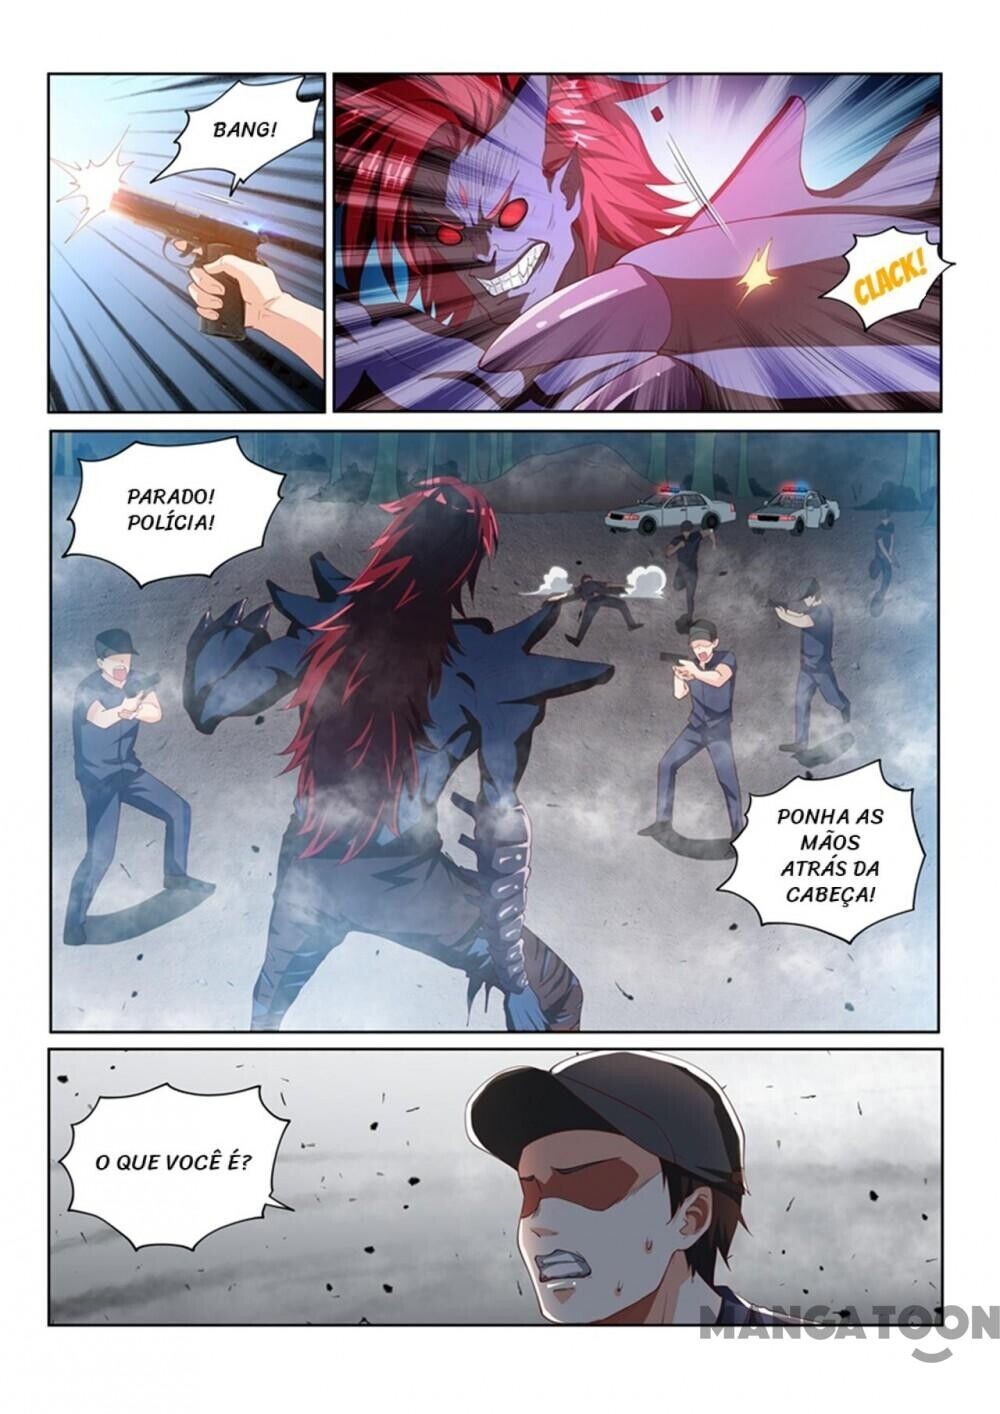 BANG!
CLACK!
PARADO!
POLÍCIA!
PONHA AS
MÃOS
ATRÁS DA
CABEÇA!
O QUE VOCÊ É?
MANGATOON